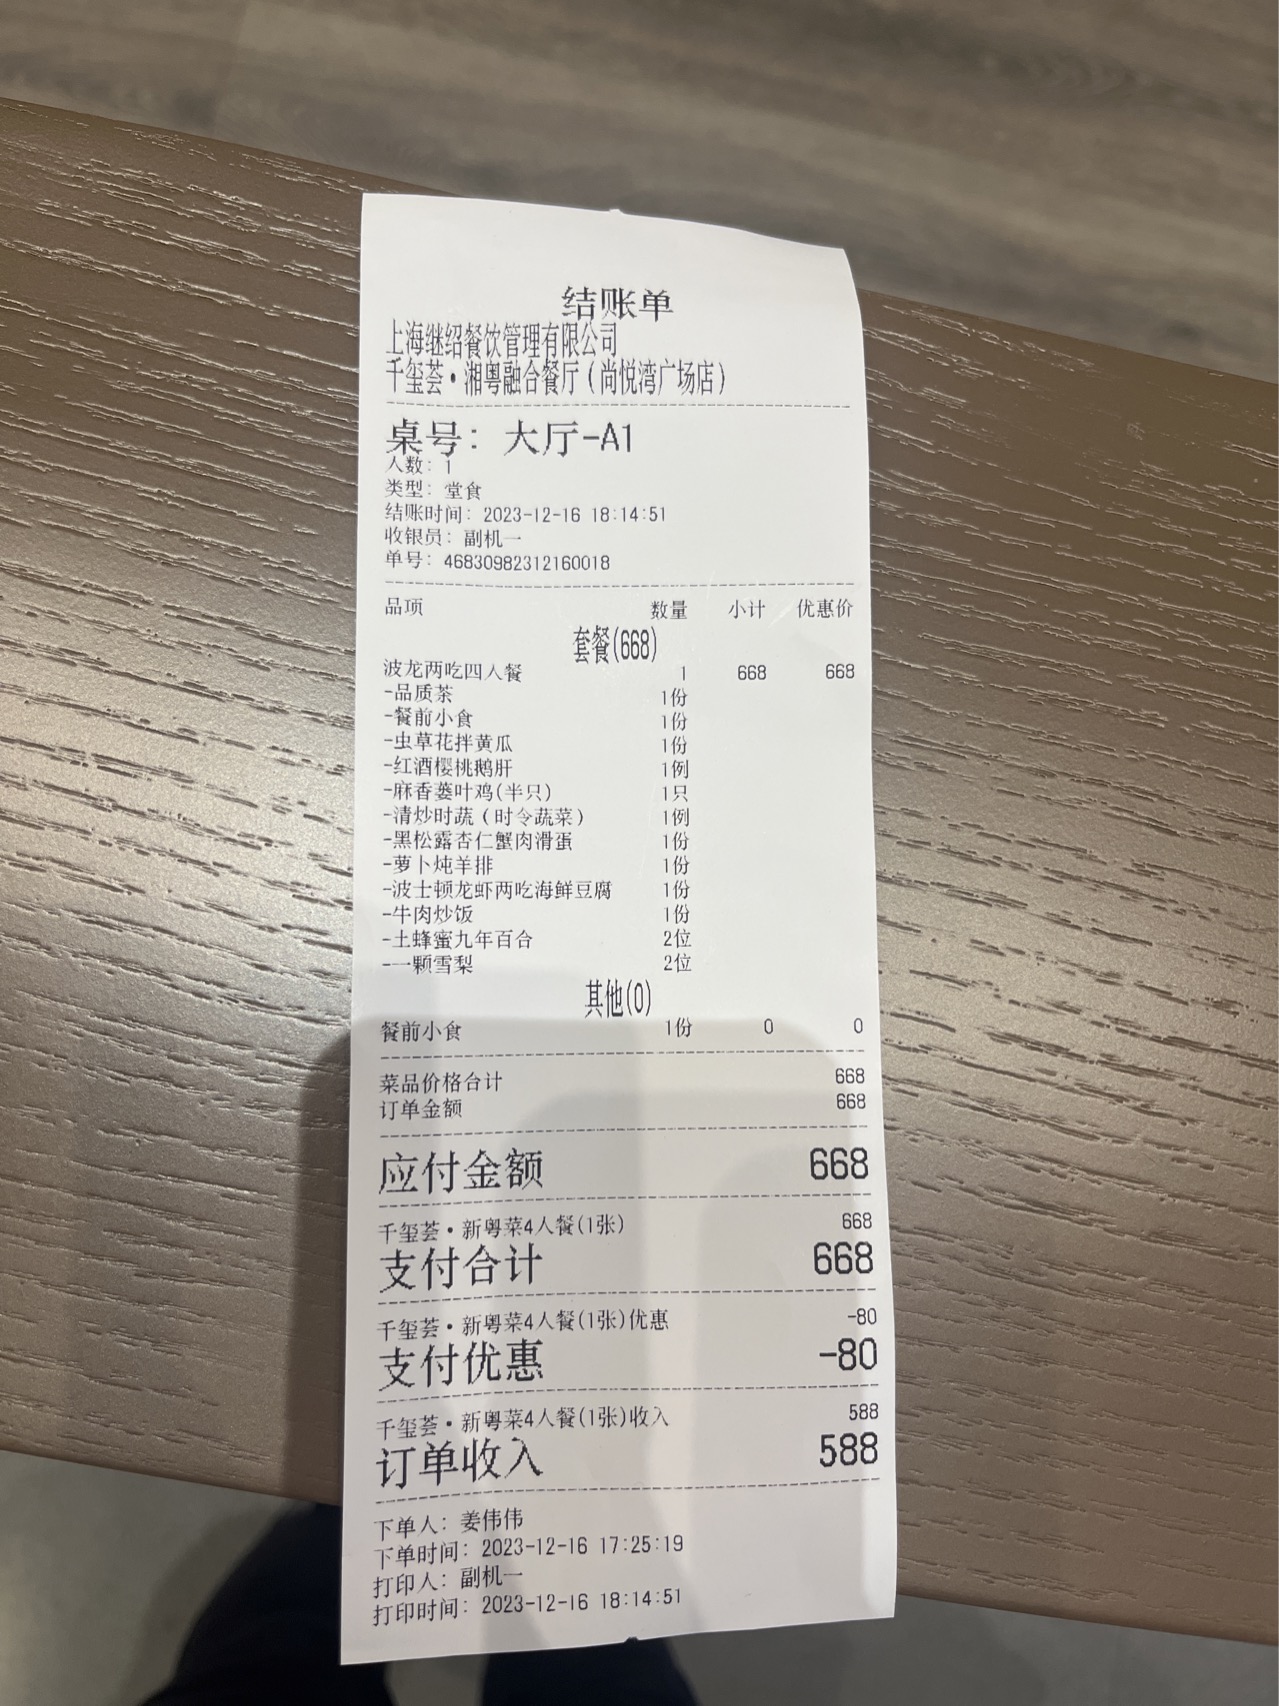 结账单
上海继绍餐饮管理有限公司
千玺荟·湘粤融合餐厅(尚悦湾广场店)
桌号: 大厅-A1
人数: 1
类型: 堂食
结账时间: 2023-12-16 18:14:51
收银员: 副机一
单号: 46830982312160018
品项 数量 小计 优惠价
套餐(668)
波龙两吃四人餐 1 668 668
-品质茶 1份
-餐前小食 1份
-虫草花拌黄瓜 1份
-红酒樱桃鹅肝 1例
-麻香蒌叶鸡(半只) 1只
-清炒时蔬(时令蔬菜) 1例
-黑松露杏仁蟹肉滑蛋 1份
-萝卜炖羊排 1份
-波士顿龙虾两吃海鲜豆腐 1份
-牛肉炒饭 1份
-土蜂蜜九年百合 2位
-一颗雪梨 2位
其他(0)
餐前小食 1份 0 0
菜品价格合计 668
订单金额 668
应付金额 668
千玺荟·新粤菜4人餐(1张) 668
支付合计 668
千玺荟·新粤菜4人餐(1张)优惠 -80
支付优惠 -80
千玺荟·新粤菜4人餐(1张)收入 588
订单收入 588
下单人: 姜伟伟
下单时间: 2023-12-16 17:25:19
打印人: 副机一
打印时间: 2023-12-16 18:14:51